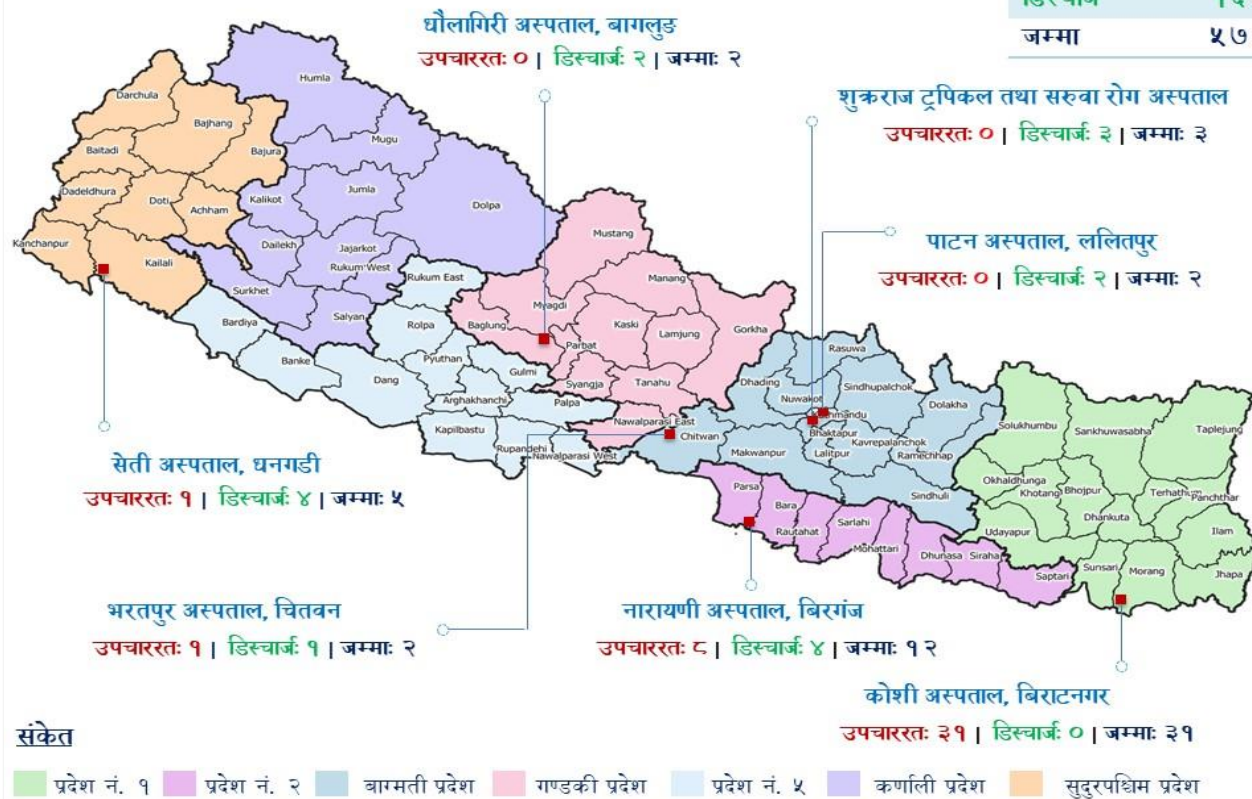 डिस्चार्ज १६
जम्मा ५७
धौलागिरी अस्पताल, बागलुङ
उपचाररतः ० | डिस्चार्जः २ | जम्माः २
शुक्रराज ट्रपिकल तथा सरुवा रोग अस्पताल
उपचाररतः ० | डिस्चार्जः ३ | जम्माः ३
पाटन अस्पताल, ललितपुर
उपचाररतः ० | डिस्चार्जः २ | जम्माः २
Humla
Darchula
Bajhang
Mugu
Baitadi
Bajura
Dadeldhura
Doti
Achham
Kalikot
Jumla
Dolpa
Kanchanpur
Kailali
Dailekh
Jajarkot
Rukum West
Rukum East
Surkhet
Salyan
Mustang
Manang
Myagdi
Baglung
Parbat
Kaski
Lamjung
Gorkha
Bardiya
Banke
Rolpa
Pyuthan
Dang
Gulmi
Syangja
Tanahu
Arghakhanchi
Palpa
Kapilbastu
Rupandehi
Nawalparasi West
Nawalparasi East
Chitwan
Rasuwa
Dhading
Nuwakot
Sindhupalchok
Dolakha
Bhaktapur
Kavrepalanchok
Makwanpur
Lalitpur
Ramechhap
Sindhuli
Solukhumbu
Sankhuwasabha
Taplejung
Okhaldhunga
Khotang
Bhojpur
Terhathum
Panchthar
Dhankuta
Udayapur
Ilam
Sunsari
Morang
Jhapa
Parsa
Bara
Rautahat
Sarlahi
Mohattari
Dhunasa
Siraha
Saptari
सेती अस्पताल, धनगडी
उपचाररतः १ | डिस्चार्जः ४ | जम्माः ५
भरतपुर अस्पताल, चितवन
उपचाररतः १ | डिस्चार्जः १ | जम्माः २
नारायणी अस्पताल, बिरगंज
उपचाररतः ८ | डिस्चार्जः ४ | जम्माः १२
कोशी अस्पताल, बिराटनगर
उपचाररतः ३१ | डिस्चार्जः ० | जम्माः ३१
संकेत
प्रदेश नं. १ प्रदेश नं. २ बाग्मती प्रदेश गण्डकी प्रदेश प्रदेश नं. ५ कर्णाली प्रदेश सुदुरपश्चिम प्रदेश